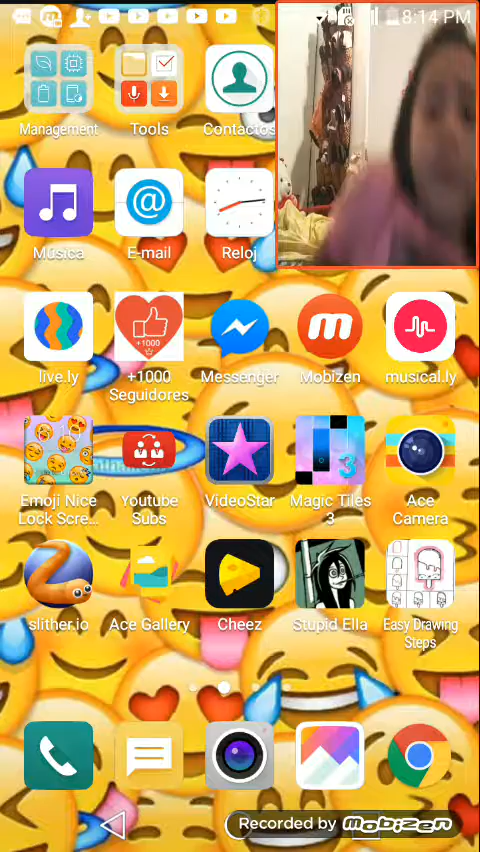 8:14 PM
Management
Tools
Contactos
Música
E-mail
Reloj
live.ly
+1000
+1000
Seguidores
Messenger
Mobizen
musical.ly
Emoji Nice
Lock Scre...
Youtube
Subs
VideoStar
3
Magic Tiles
3
Ace
Camera
slither.io
Ace Gallery
Cheez
Stupid Ella
Easy Drawing
Steps
Recorded by mobizen